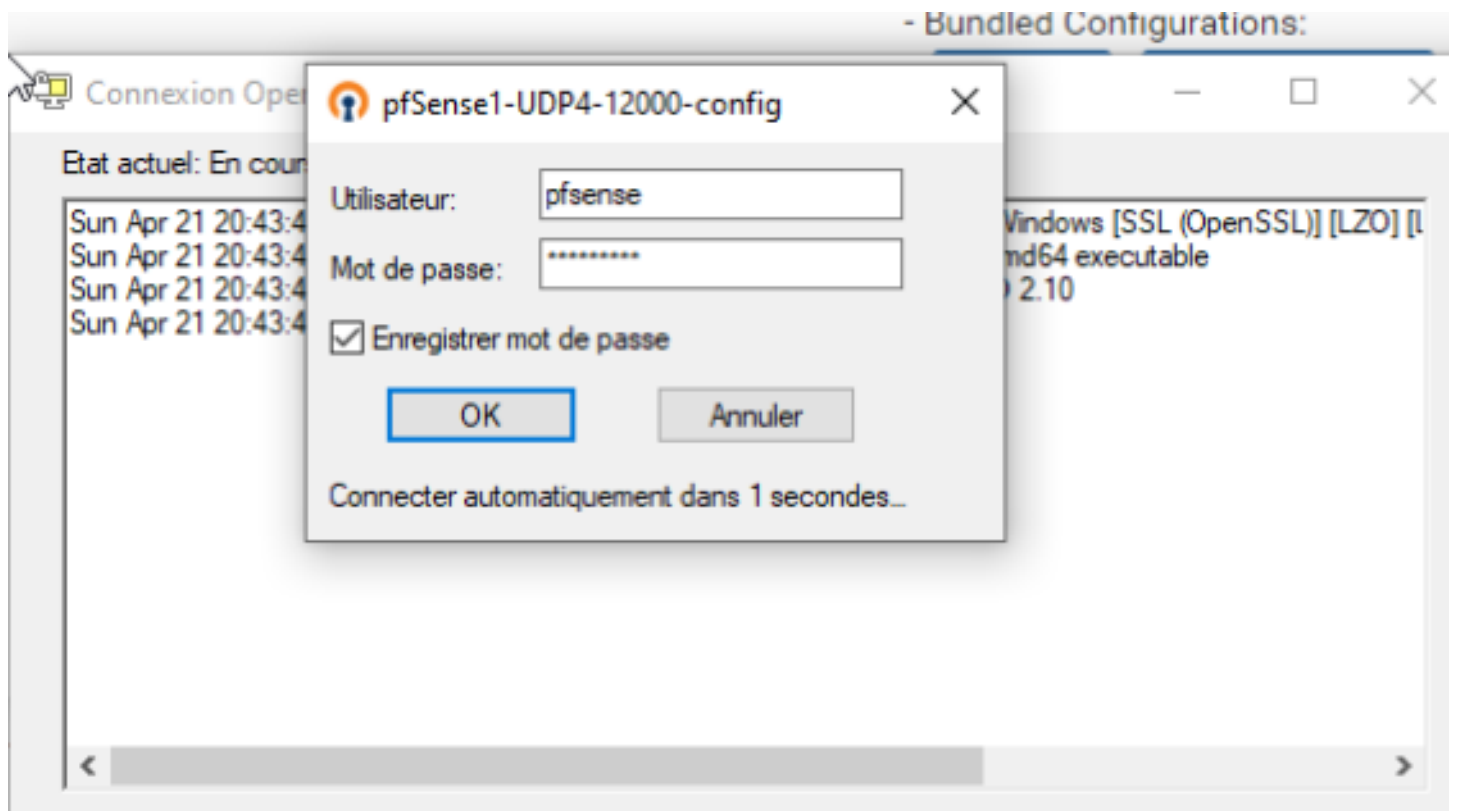 - Bundled Configurations:
Connexion Ope
pfSense1-UDP4-12000-config
Etat actuel: En cour
Utilisateur:
pfsense
Mot de passe:
*********
Enregistrer mot de passe
OK
Annuler
Connecter automatiquement dans 1 secondes...
Sun Apr 21 20:43:4 Windows [SSL (OpenSSL)] [LZO] [L
Sun Apr 21 20:43:4 md64 executable
Sun Apr 21 20:43:4 2.10
Sun Apr 21 20:43:4